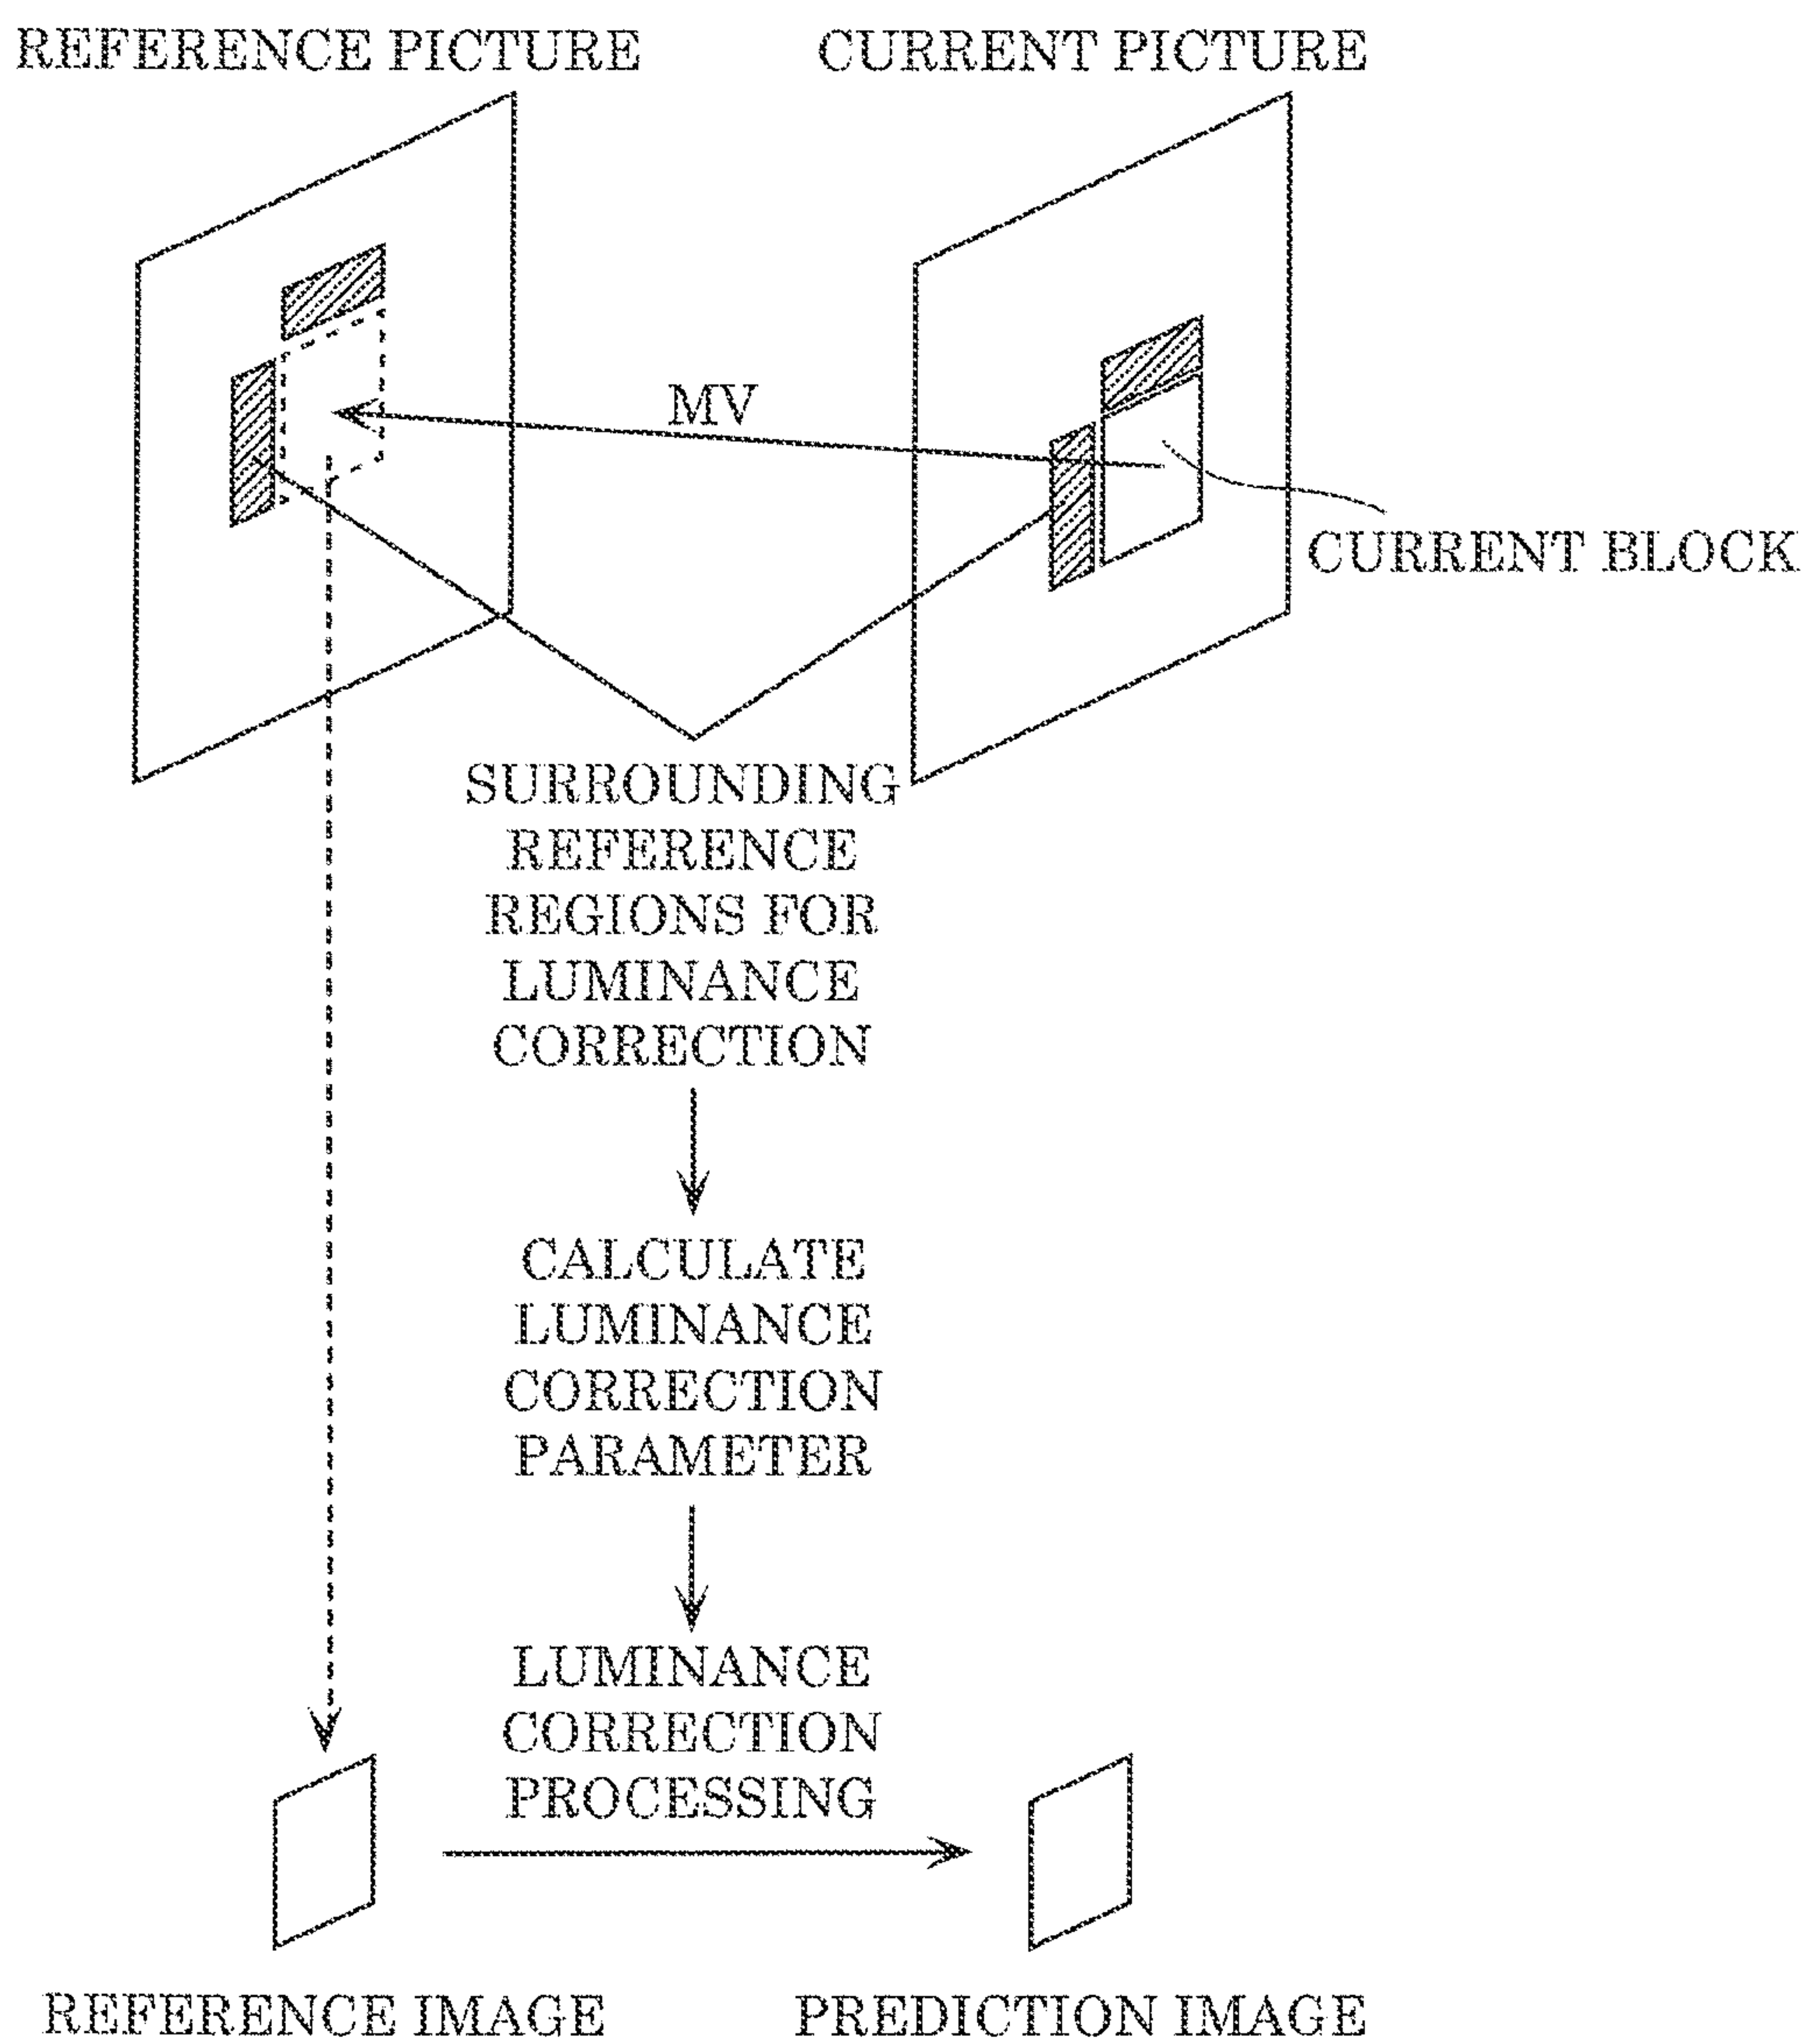 REFERENCE PICTURE
CURRENT PICTURE
MV
CURRENT BLOCK
SURROUNDING
REFERENCE
REGIONS FOR
LUMINANCE
CORRECTION
CALCULATE
LUMINANCE
CORRECTION
PARAMETER
LUMINANCE
CORRECTION
PROCESSING
REFERENCE IMAGE
PREDICTION IMAGE